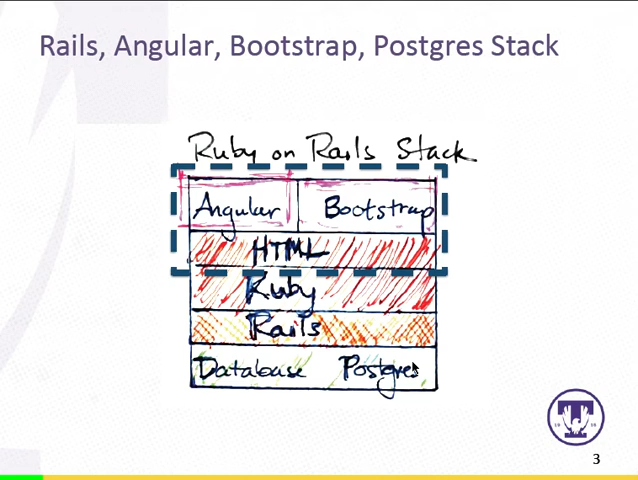 Rails, Angular, Bootstrap, Postgres Stack
Ruby on Rails Stack
Angular Bootstrap
HTML
Ruby
Rails
Database Postgres
T
3